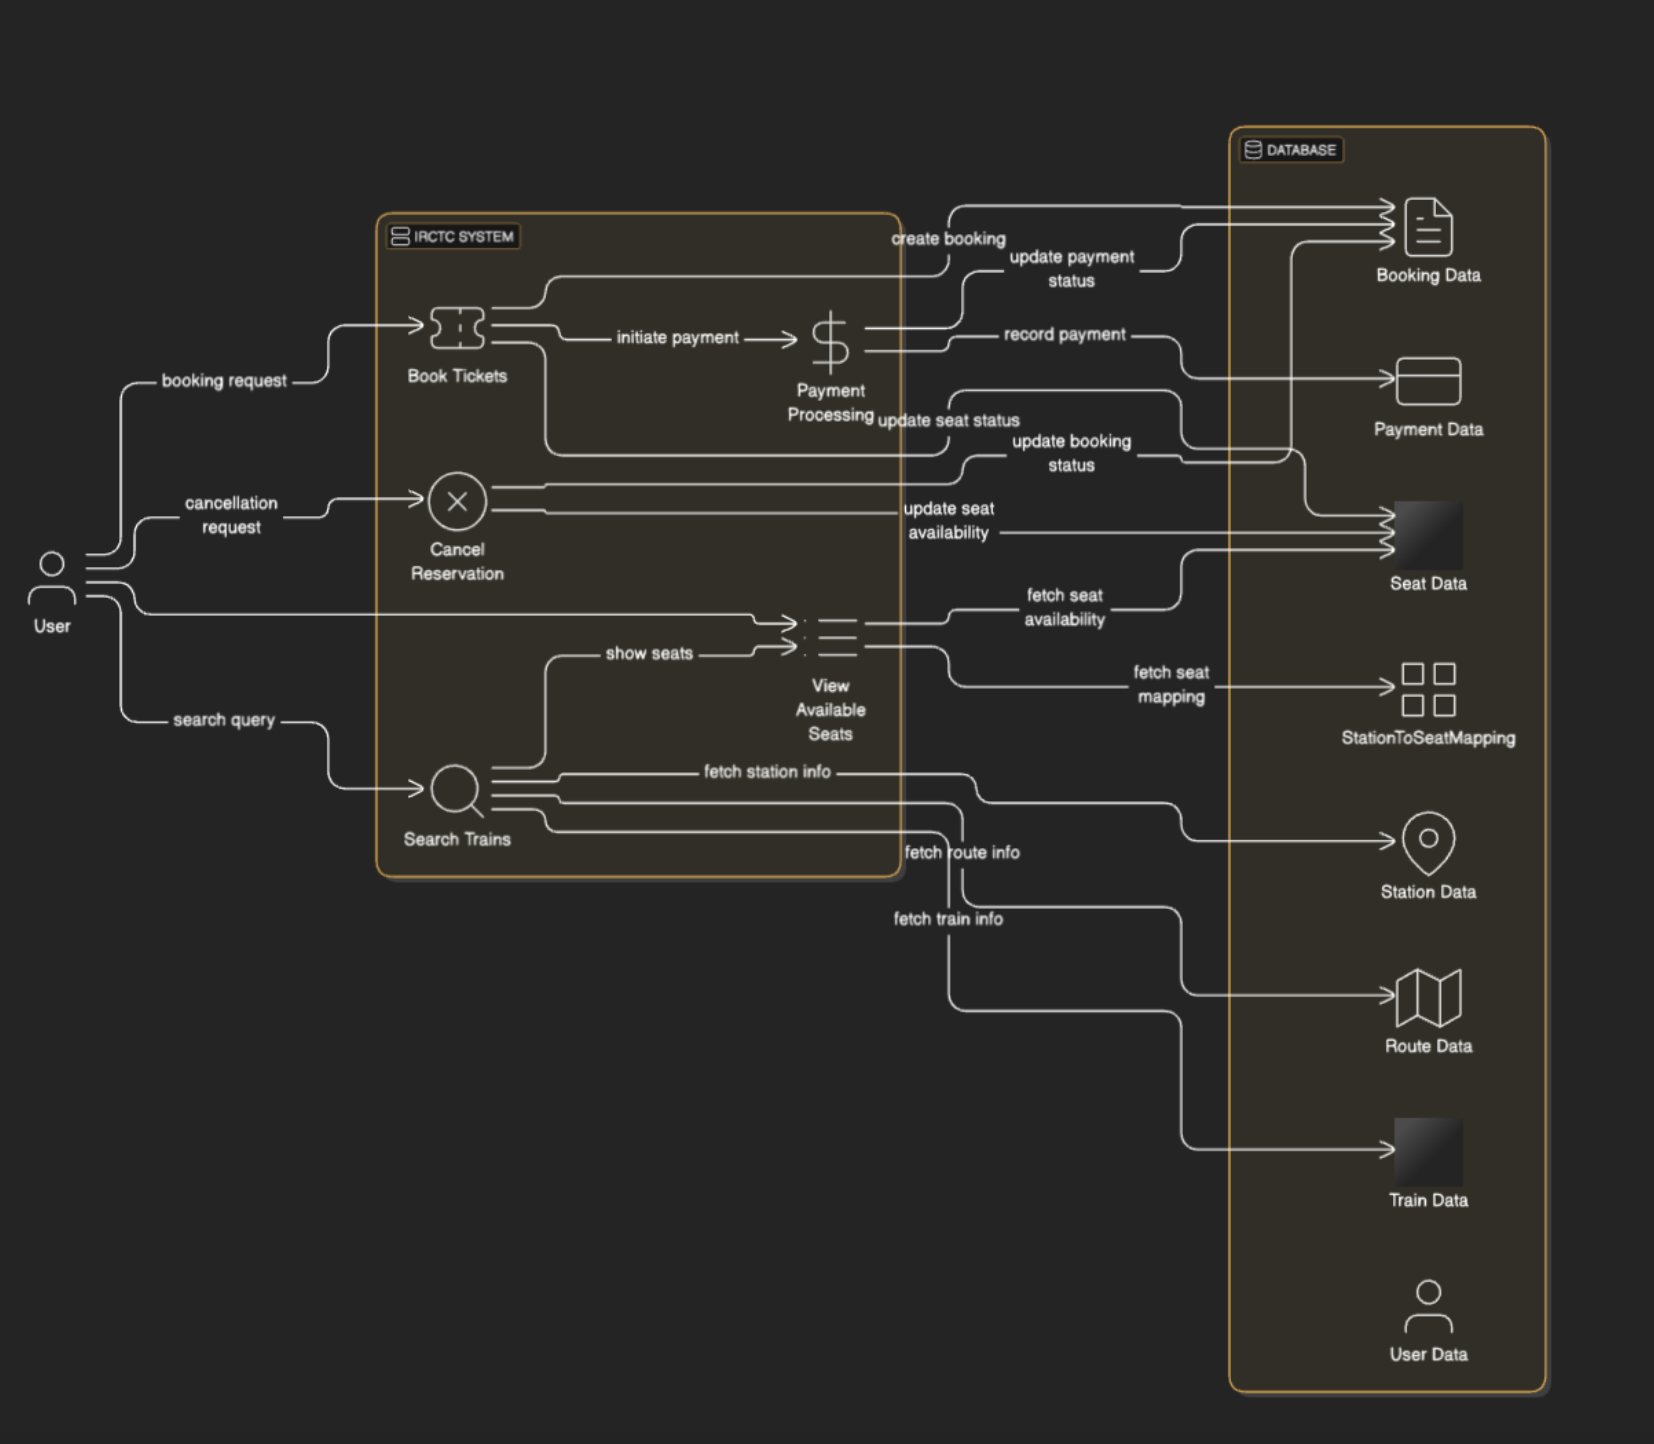 DATABASE
IRCTC SYSTEM
create booking
update payment
status
Booking Data
initiate payment
record payment
Book Tickets
booking request
Payment
Processing
update seat status
Payment Data
update booking
status
cancellation
request
update seat
availability
Cancel
Reservation
Seat Data
fetch seat
availability
User
show seats
View
Available
Seats
fetch seat
mapping
StationToSeatMapping
search query
fetch station info
Search Trains
fetch route info
Station Data
fetch train info
Route Data
Train Data
User Data